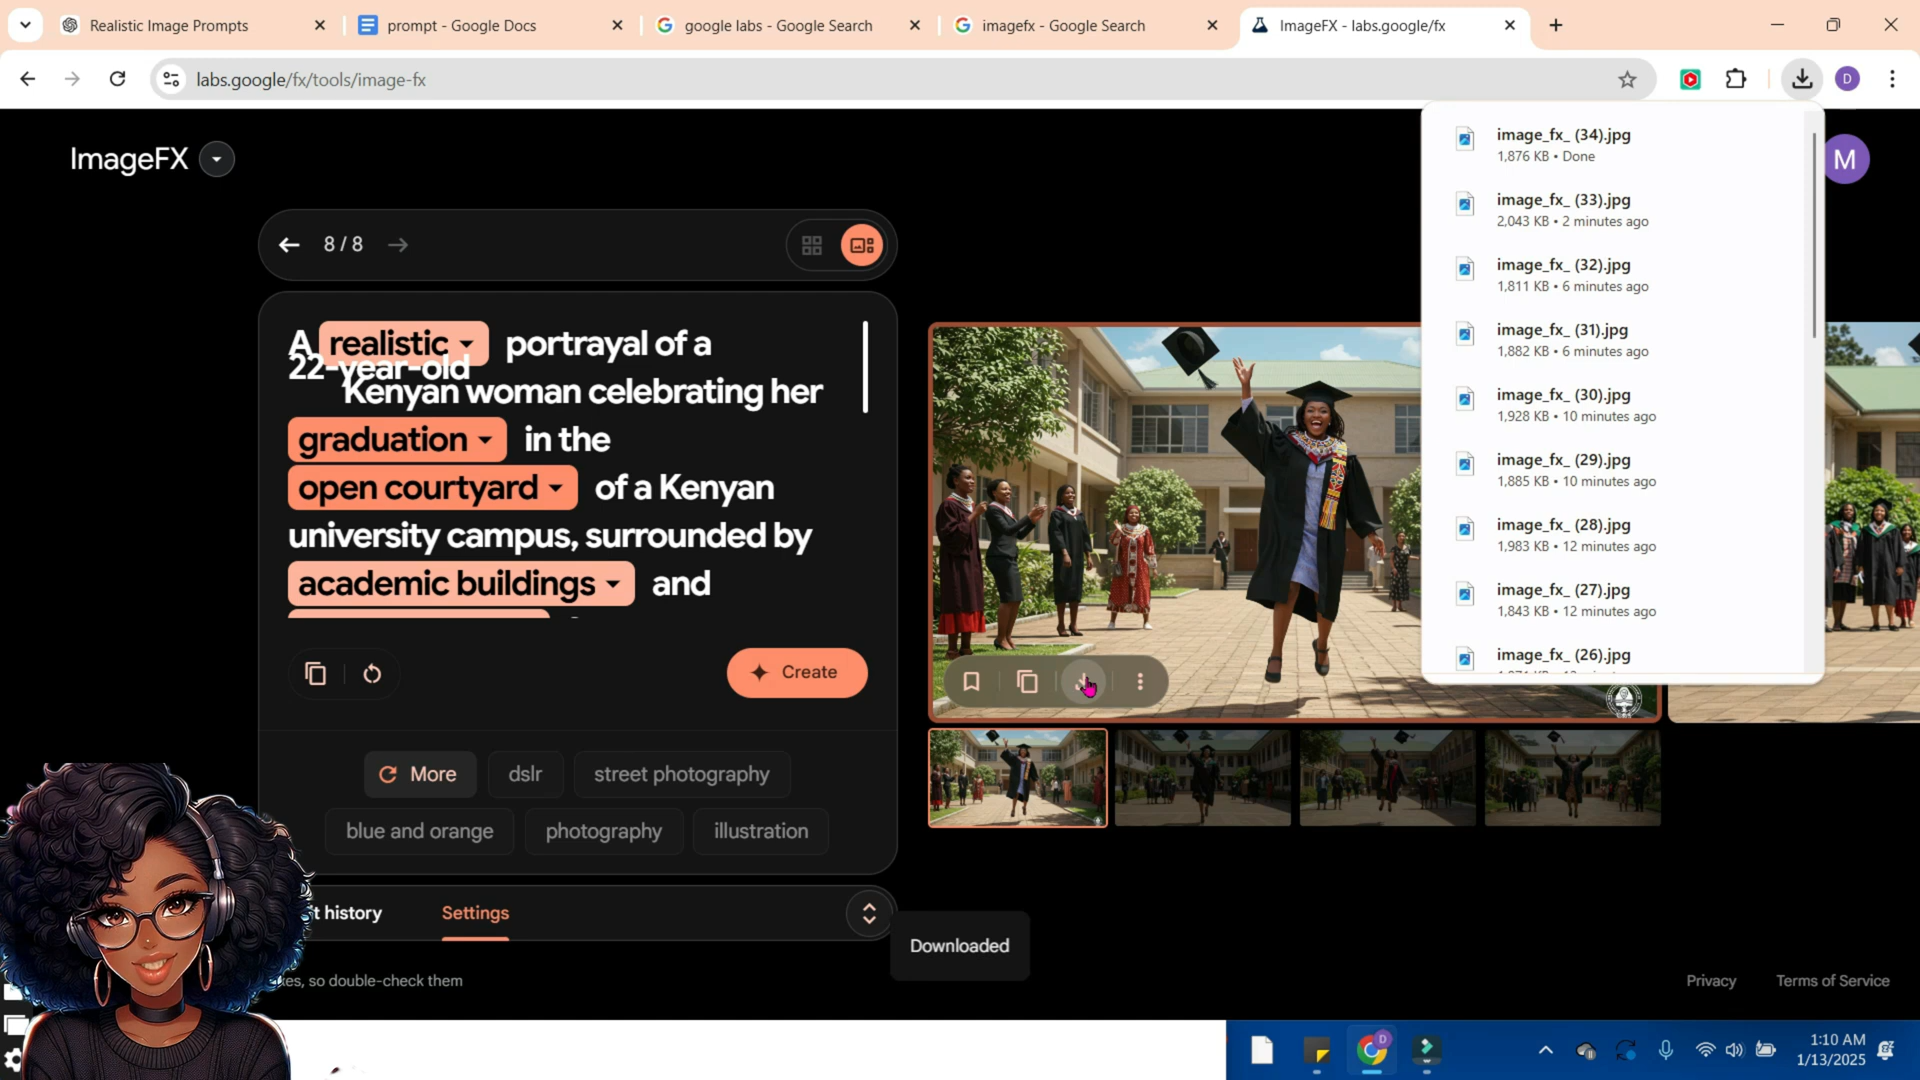 Realistic Image Prompts
prompt - Google Docs
google labs - Google Search
imagefx - Google Search
ImageFX - labs.google/fx
labs.google/fx/tools/image-fx
D
ImageFX
M
8 / 8
A realistic portrayal of a
22-year-old
Kenyan woman celebrating her
graduation in the
open courtyard of a Kenyan
university campus, surrounded by
academic buildings and
Create
More
dslr
street photography
blue and orange
photography
illustration
t history
Settings
kes, so double-check them
Downloaded
image_fx_ (34).jpg
1,876 KB • Done
image_fx_ (33).jpg
2,043 KB • 2 minutes ago
image_fx_ (32).jpg
1,811 KB • 6 minutes ago
image_fx_ (31).jpg
1,882 KB • 6 minutes ago
image_fx_ (30).jpg
1,928 KB • 10 minutes ago
image_fx_ (29).jpg
1,885 KB • 10 minutes ago
image_fx_ (28).jpg
1,983 KB • 12 minutes ago
image_fx_ (27).jpg
1,843 KB • 12 minutes ago
image_fx_ (26).jpg
Privacy
Terms of Service
D
1:10 AM
1/13/2025